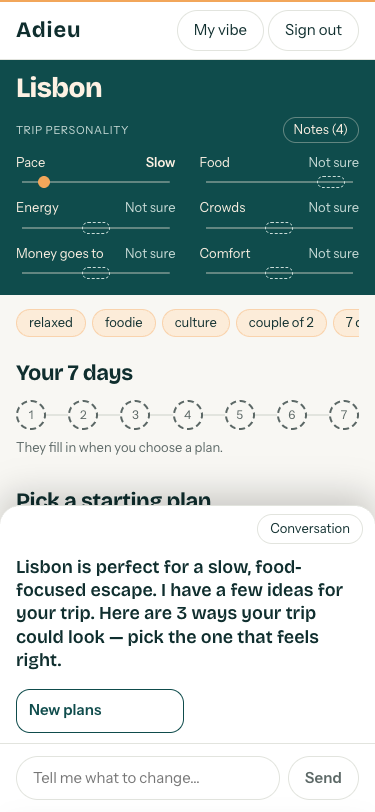 Adieu
My vibe
Sign out
Lisbon
TRIP PERSONALITY
Notes (4)
Pace
Slow
Food
Not sure
Energy
Not sure
Crowds
Not sure
Money goes to
Not sure
Comfort
Not sure
relaxed
foodie
culture
couple of 2
Your 7 days
1
2
3
4
5
6
7
They fill in when you choose a plan.
Pick a starting plan
Conversation
Lisbon is perfect for a slow, food-
focused escape. I have a few ideas for
your trip. Here are 3 ways your trip
could look — pick the one that feels
right.
New plans
Tell me what to change...
Send